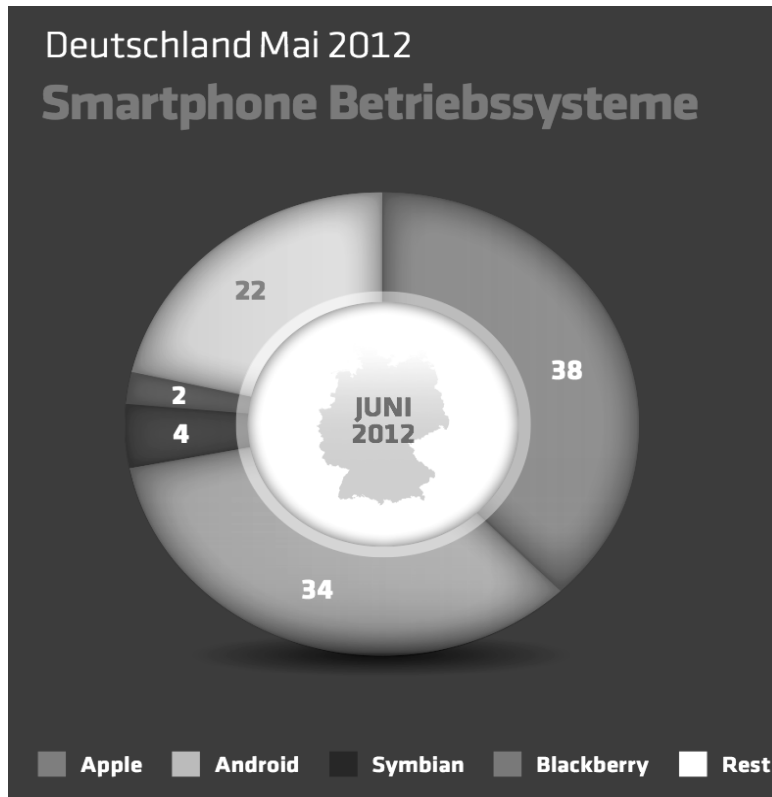 Deutschland Mai 2012
Smartphone Betriebssysteme
22
38
2
4
JUNI
2012
34
Apple Android Symbian Blackberry Rest